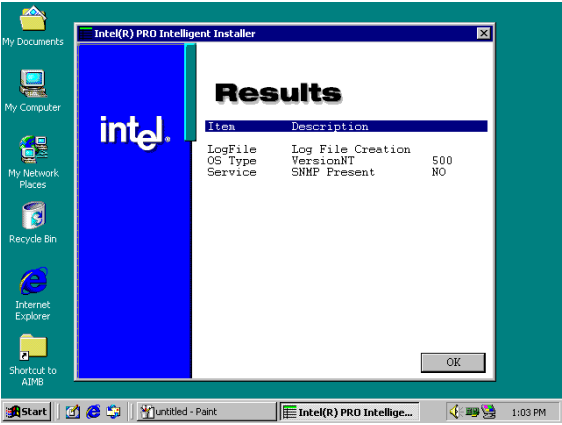 My Documents
My Computer
My Network
Places
Recycle Bin
Internet
Explorer
Shortcut to
AIMB
Intel(R) PRO Intelligent Installer
intel.
Results
Item Description
LogFile Log File Creation
OS Type VersionNT 500
Service SNMP Present NO
OK
Start
untitled - Paint
Intel(R) PRO Intellige...
1:03 PM